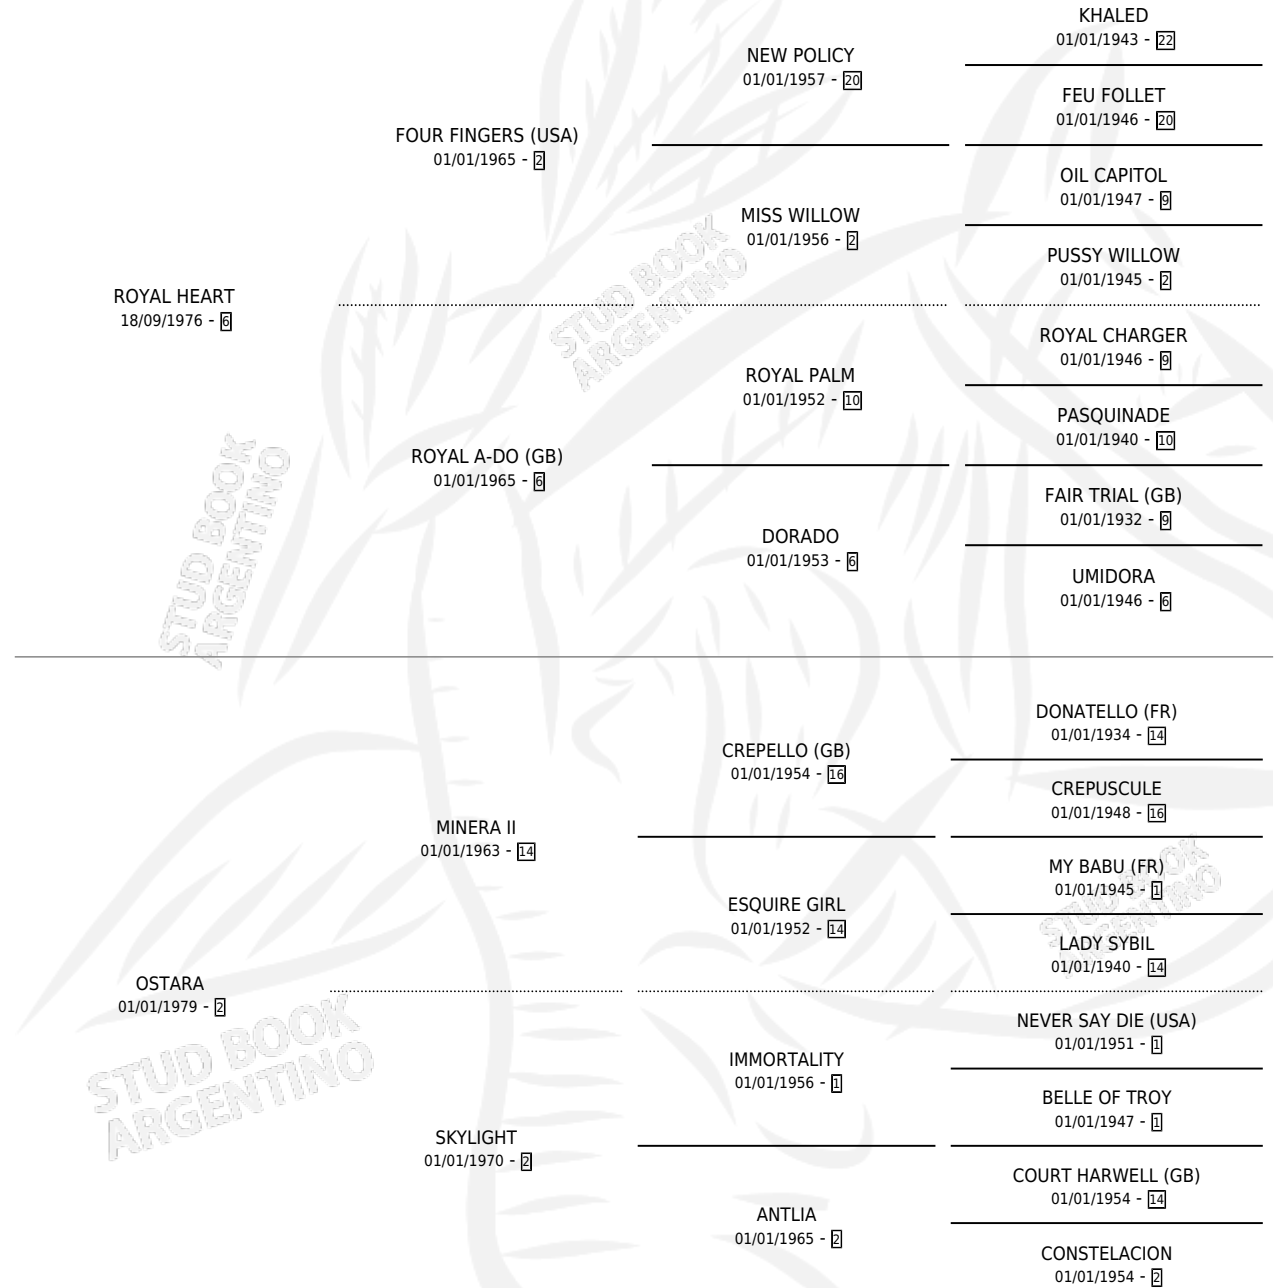 KHALED
01/01/1943 - 22
NEW POLICY
01/01/1957 - 20
FEU FOLLET
01/01/1946 - 20
FOUR FINGERS (USA)
01/01/1965 - 2
OIL CAPITOL
01/01/1947 - 9
MISS WILLOW
01/01/1956 - 2
PUSSY WILLOW
01/01/1945 - 2
ROYAL HEART
18/09/1976 - 6
STUD BOOK
ARGENTINO
ROYAL CHARGER
01/01/1946 - 9
ROYAL PALM
01/01/1952 - 10
PASQUINADE
01/01/1940 - 10
ROYAL A-DO (GB)
01/01/1965 - 6
FAIR TRIAL (GB)
01/01/1932 - 9
DORADO
01/01/1953 - 6
UMIDORA
01/01/1946 - 6
STUD BOOK
ARGENTINO
DONATELLO (FR)
01/01/1934 - 14
CREPELLO (GB)
01/01/1954 - 16
CREPUSCULE
01/01/1948 - 16
MINERA II
01/01/1963 - 14
MY BABU (FR)
01/01/1945 - 1
ESQUIRE GIRL
01/01/1952 - 14
LADY SYBIL
01/01/1940 - 14
STUD BOOK
ARGENTINO
OSTARA
01/01/1979 - 2
NEVER SAY DIE (USA)
01/01/1951 - 1
IMMORTALITY
01/01/1956 - 1
BELLE OF TROY
01/01/1947 - 1
STUD BOOK
ARGENTINO
SKYLIGHT
01/01/1970 - 2
COURT HARWELL (GB)
01/01/1954 - 14
ANTLIA
01/01/1965 - 2
CONSTELACION
01/01/1954 - 2